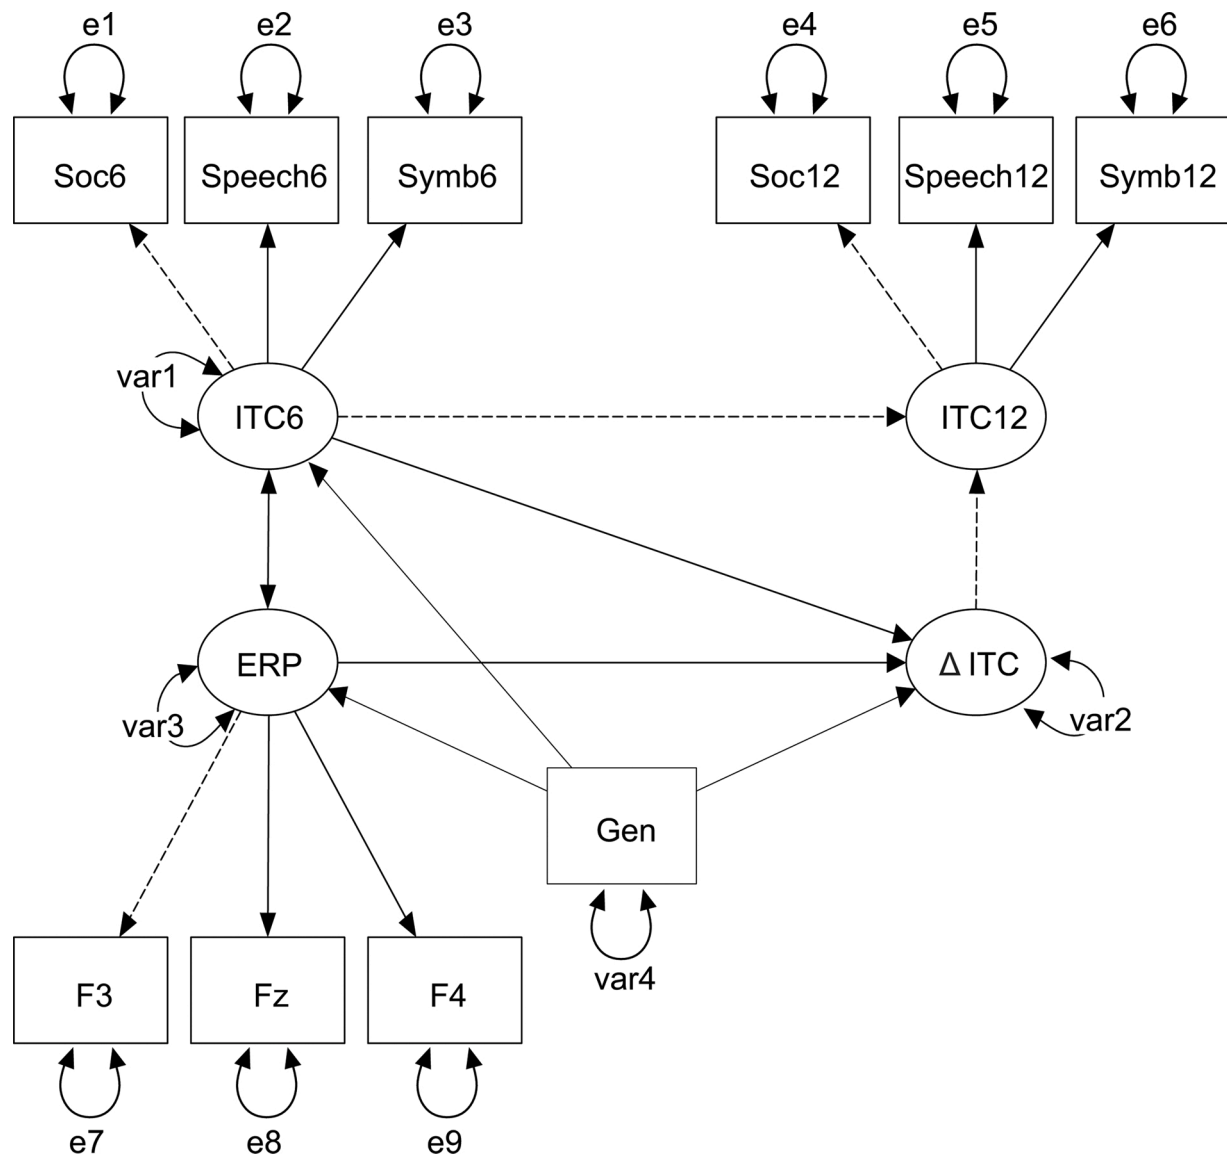 e1 e2 e3 e4 e5 e6
Soc6 Speech6 Symb6 Soc12 Speech12 Symb12
var1 ITC6 ITC12
ERP Δ ITC
var3 var2
Gen
var4
F3 Fz F4
e7 e8 e9